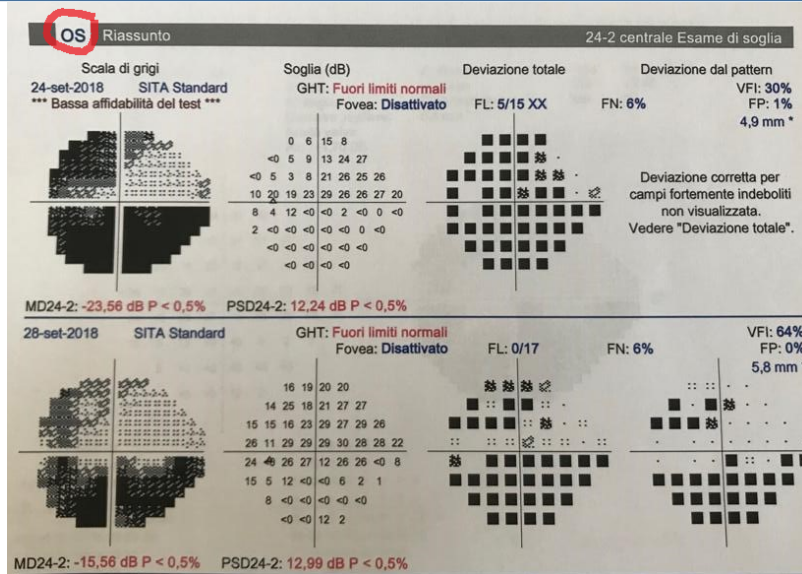 OS Riassunto 24-2 centrale Esame di soglia
Scala di grigi Soglia (dB) Deviazione totale Deviazione dal pattern
24-set-2018 SITA Standard GHT: Fuori limiti normali VFI: 30%
*** Bassa affidabilità del test *** Fovea: Disattivato FL: 5/15 XX FN: 6% FP: 1%
4,9 mm *
0 6 15 8
<0 5 9 13 24 27
<0 5 3 8 21 26 25 26
10 20 19 23 29 26 26 27 20
8 4 12 <0 <0 2 <0 0 <0
2 <0 <0 <0 <0 <0 0 <0
<0 <0 <0 <0 <0 <0
<0 <0 <0 <0
Deviazione corretta per
campi fortemente indeboliti
non visualizzata.
Vedere "Deviazione totale".
MD24-2: -23,56 dB P < 0,5% PSD24-2: 12,24 dB P < 0,5%
28-set-2018 SITA Standard GHT: Fuori limiti normali VFI: 64%
Fovea: Disattivato FL: 0/17 FN: 6% FP: 0%
5,8 mm
16 19 20 20
14 25 18 21 27 27
15 15 16 23 29 27 29 26
26 11 29 29 29 30 28 28 22
24 26 27 12 26 26 <0 8
15 5 12 <0 <0 6 2 1
8 <0 <0 <0 <0 <0
<0 <0 12 2
MD24-2: -15,56 dB P < 0,5% PSD24-2: 12,99 dB P < 0,5%